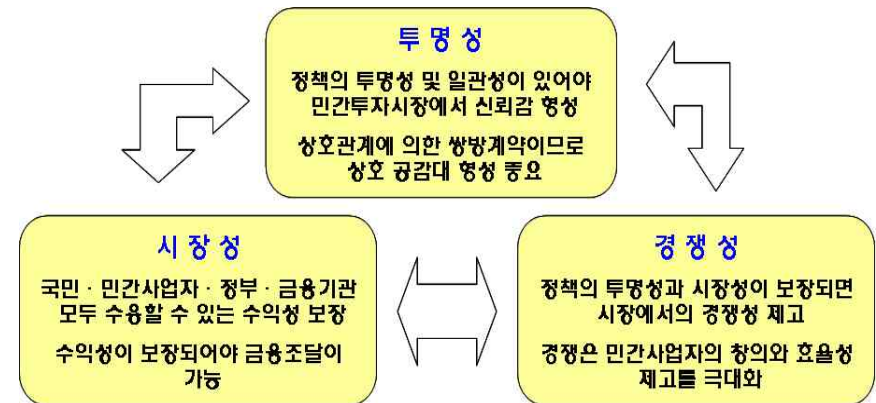 투 명 성
정책의 투명성 및 일관성이 있어야
민간투자시장에서 신뢰감 형성
상호관계에 의한 쌍방계약이므로
상호 공감대 형성 중요
시 장 성
국민 · 민간사업자 · 정부 · 금융기관
모두 수용할 수 있는 수익성 보장
수익성이 보장되어야 금융조달이
가능
경 쟁 성
정책의 투명성과 시장성이 보장되면
시장에서의 경쟁성 제고
경쟁은 민간사업자의 창의와 효율성
제고를 극대화